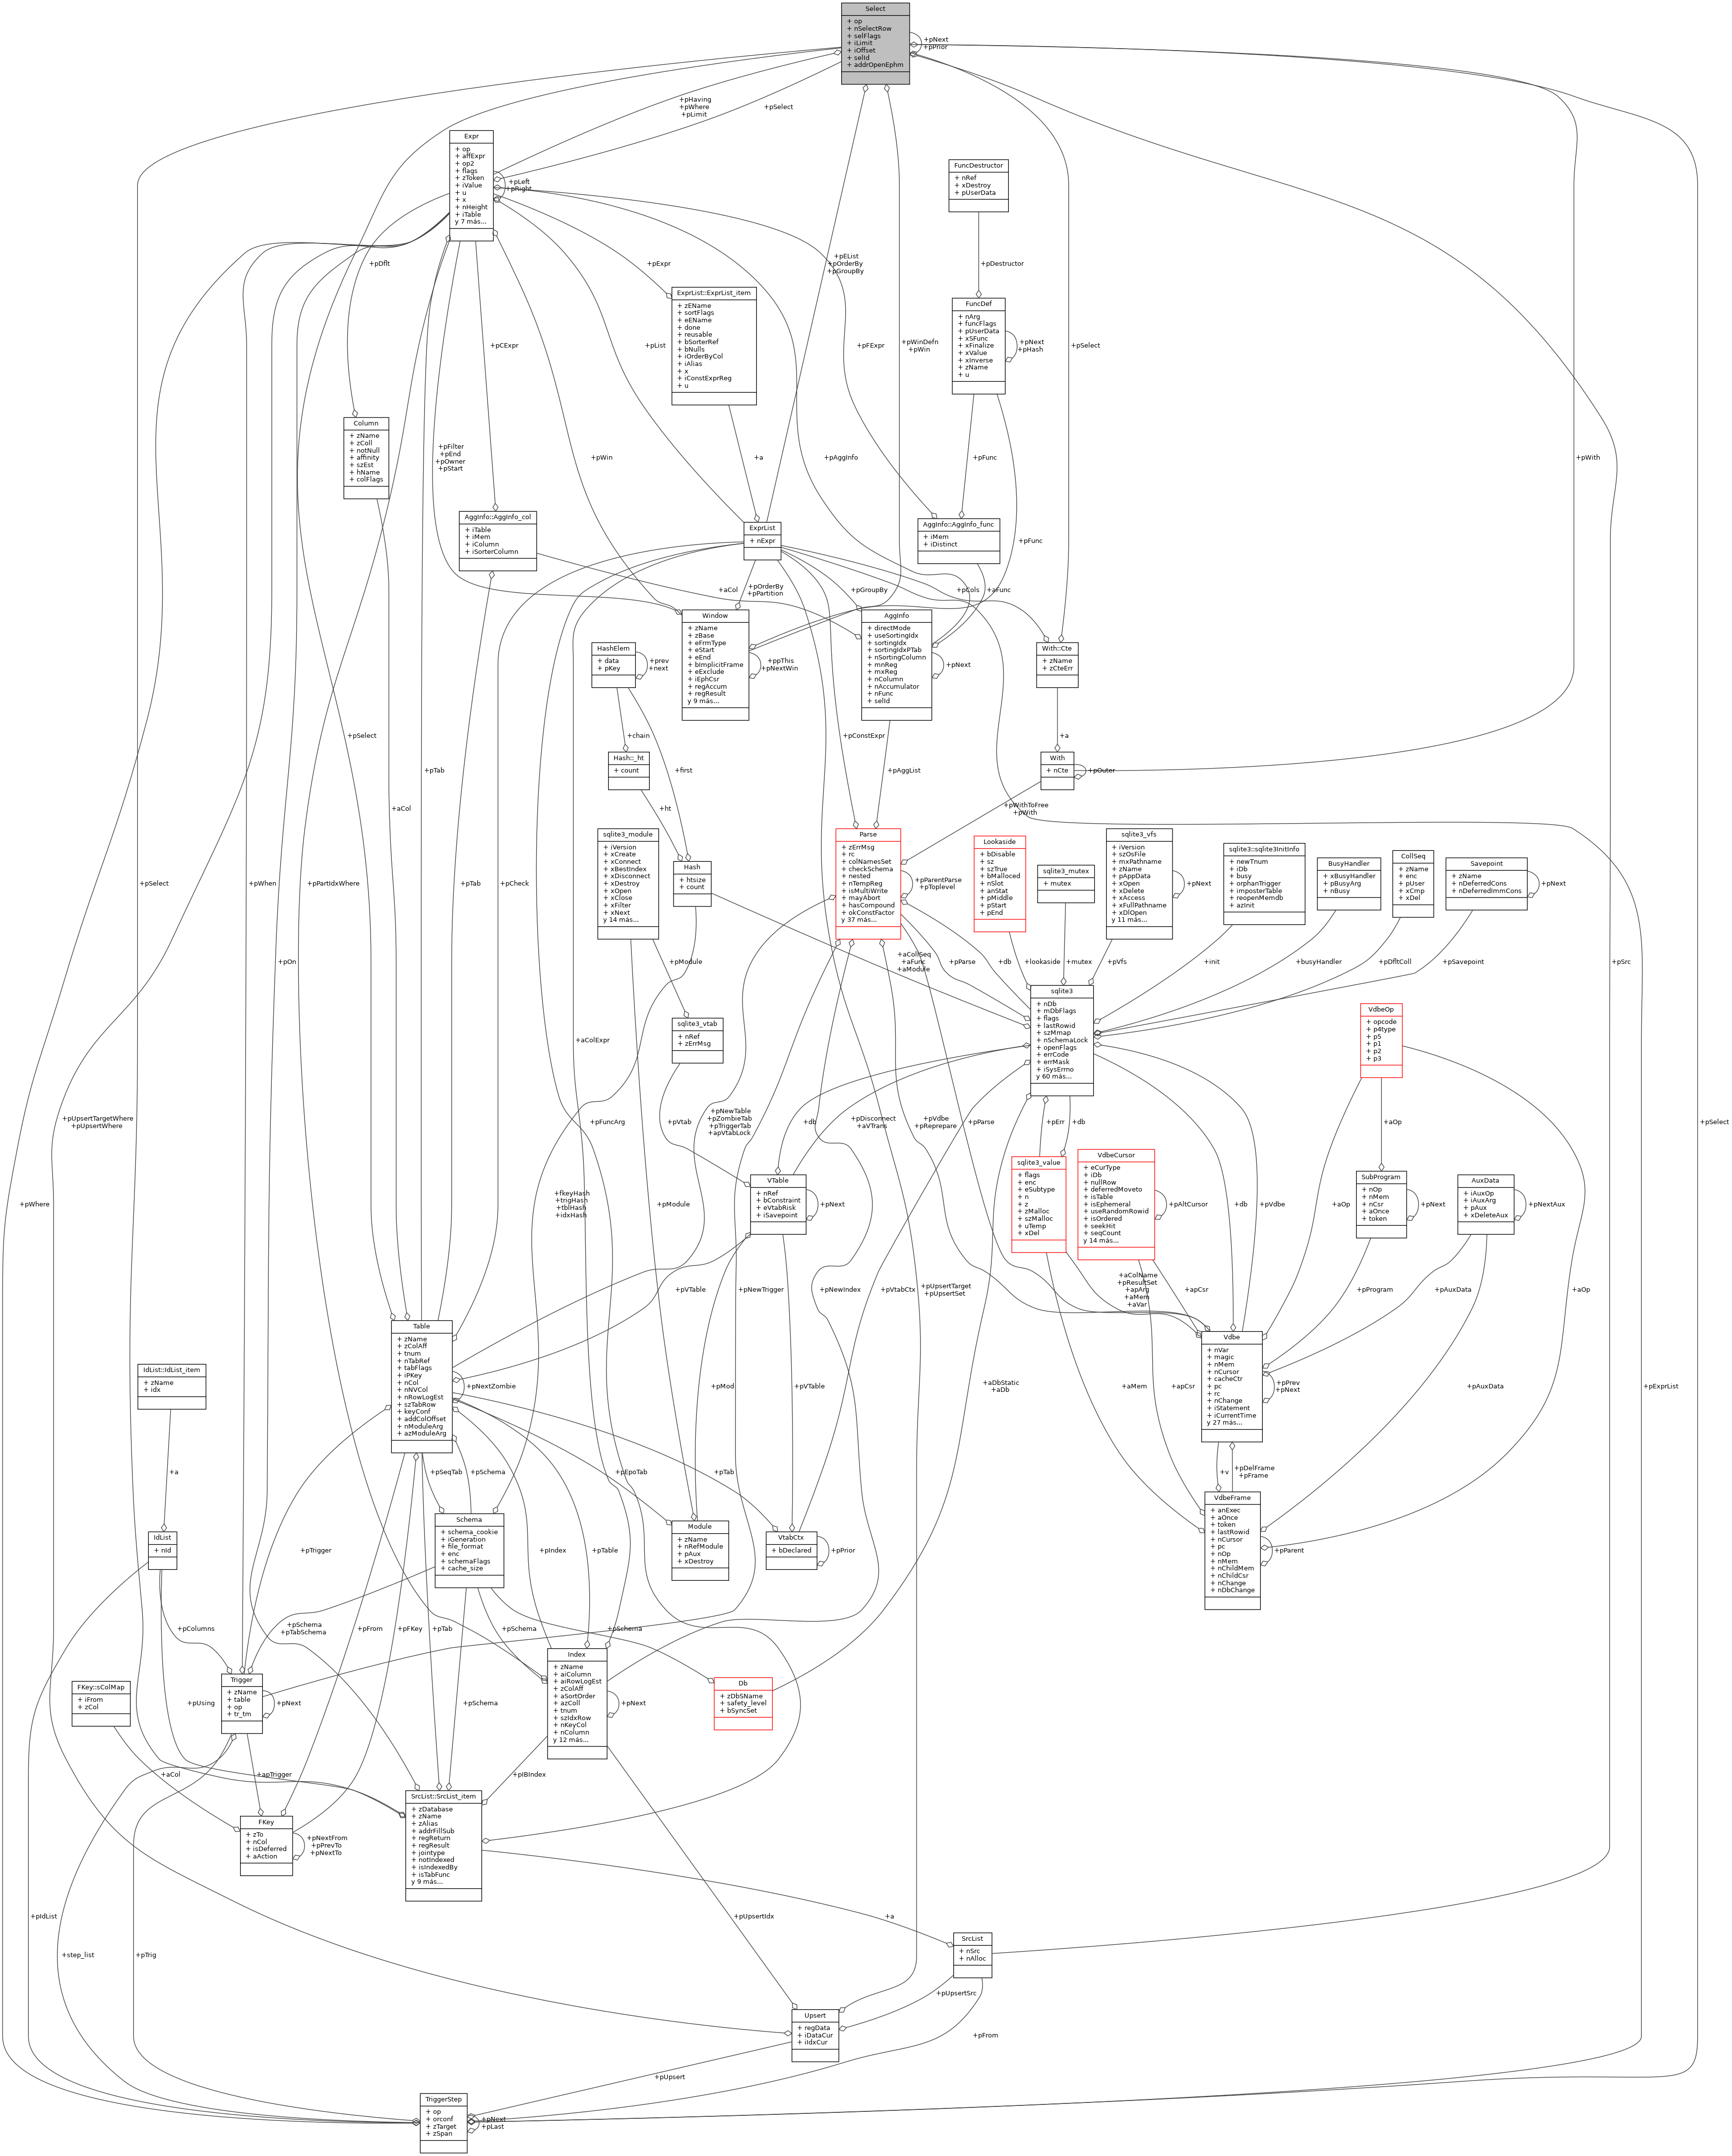 Select
+ op
+ nSelectRow
+ selFlags
+ iLimit
+ iOffset
+ selId
+ addrOpenEphm
+pNext
+pPrior
+pHaving
+pWhere
+pLimit
+pSelect
Expr
+ op
+ affExpr
+ op2
+ flags
+ zToken
+ iValue
+ u
+ x
+ nHeight
+ iTable
y 7 más...
+pLeft
+pRight
FuncDestructor
+ nRef
+ xDestroy
+ pUserData
+pDflt
+pExpr
+pEList
+pOrderBy
+pGroupBy
+pDestructor
ExprList::ExprList_item
+ zEName
+ sortFlags
+ eEName
+ done
+ reusable
+ bSorterRef
+ bNulls
+ iOrderByCol
+ iAlias
+ x
+ iConstExprReg
+ u
FuncDef
+ nArg
+ funcFlags
+ pUserData
+ xSFunc
+ xFinalize
+ xValue
+ xInverse
+ zName
+ u
+pNext
+pHash
+pCExpr
+pList
+pFExpr
+pWinDefn
+pWin
+pSelect
Column
+ zName
+ zColl
+ notNull
+ affinity
+ szEst
+ hName
+ colFlags
+pFilter
+pEnd
+pOwner
+pStart
+pWin
+a
+pAggInfo
+pFunc
+pWith
AggInfo::AggInfo_col
+ iTable
+ iMem
+ iColumn
+ iSorterColumn
ExprList
+ nExpr
AggInfo::AggInfo_func
+ iMem
+ iDistinct
+pFunc
+aCol
+pOrderBy
+pPartition
+pGroupBy
+pCols
+aFunc
Window
+ zName
+ zBase
+ eFrmType
+ eStart
+ eEnd
+ bImplicitFrame
+ eExclude
+ iEphCsr
+ regAccum
+ regResult
y 9 más...
+ppThis
+pNextWin
AggInfo
+ directMode
+ useSortingIdx
+ sortingIdx
+ sortingIdxPTab
+ nSortingColumn
+ mnReg
+ mxReg
+ nColumn
+ nAccumulator
+ nFunc
+ selId
+pNext
HashElem
+ data
+ pKey
+prev
+next
With::Cte
+ zName
+ zCteErr
+pSelect
+chain
+pConstExpr
+a
Hash::_ht
+ count
+first
+pTab
+pAggList
With
+ nCte
+pOuter
+aCol
+ht
+pWithToFree
+pWith
sqlite3_module
+ iVersion
+ xCreate
+ xConnect
+ xBestIndex
+ xDisconnect
+ xDestroy
+ xOpen
+ xClose
+ xFilter
+ xNext
y 14 más...
Hash
+ htsize
+ count
Parse
+ zErrMsg
+ rc
+ colNamesSet
+ checkSchema
+ nested
+ nTempReg
+ isMultiWrite
+ mayAbort
+ hasCompound
+ okConstFactor
y 37 más...
+pParentParse
+pToplevel
Lookaside
+ bDisable
+ sz
+ szTrue
+ bMalloced
+ nSlot
+ anStat
+ pMiddle
+ pStart
+ pEnd
sqlite3_mutex
+ mutex
sqlite3_vfs
+ iVersion
+ szOsFile
+ mxPathname
+ zName
+ pAppData
+ xOpen
+ xDelete
+ xAccess
+ xFullPathname
+ xDlOpen
y 11 más...
+pNext
sqlite3::sqlite3InitInfo
+ newTnum
+ iDb
+ busy
+ orphanTrigger
+ imposterTable
+ reopenMemdb
+ azInit
BusyHandler
+ xBusyHandler
+ pBusyArg
+ nBusy
CollSeq
+ zName
+ enc
+ pUser
+ xCmp
+ xDel
Savepoint
+ zName
+ nDeferredCons
+ nDeferredImmCons
+pNext
+pSelect
+pWhen
+pPartIdxWhere
+pTab
+pCheck
+pOn
+pModule
+aCollSeq
+aFunc
+aModule
+pParse
+db
+lookaside
+mutex
+pVfs
+init
+busyHandler
+pDfltColl
+pSavepoint
+pSrc
sqlite3
+ nDb
+ mDbFlags
+ flags
+ lastRowid
+ szMmap
+ nSchemaLock
+ openFlags
+ errCode
+ errMask
+ iSysErrno
y 60 más...
sqlite3_vtab
+ nRef
+ zErrMsg
VdbeOp
+ opcode
+ p4type
+ p5
+ p1
+ p2
+ p3
+aColExpr
+pUpsertTargetWhere
+pUpsertWhere
+pFuncArg
+pVtab
+pNewTable
+pZombieTab
+pTriggerTab
+apVtabLock
+db
+pDisconnect
+aVTrans
+pVdbe
+pReprepare
+pParse
+pErr
+db
+aOp
+pSelect
sqlite3_value
+ flags
+ enc
+ eSubtype
+ n
+ z
+ zMalloc
+ szMalloc
+ uTemp
+ xDel
VdbeCursor
+ eCurType
+ iDb
+ nullRow
+ deferredMoveto
+ isTable
+ isEphemeral
+ useRandomRowid
+ isOrdered
+ seekHit
+ seqCount
y 14 más...
+pAltCursor
VTable
+ nRef
+ bConstraint
+ eVtabRisk
+ iSavepoint
+pNext
SubProgram
+ nOp
+ nMem
+ nCsr
+ aOnce
+ token
+pNext
AuxData
+ iAuxOp
+ iAuxArg
+ pAux
+ xDeleteAux
+pNextAux
+pWhere
+fkeyHash
+trigHash
+tblHash
+idxHash
+pModule
+db
+pVdbe
+aOp
+pVTable
+pNewTrigger
+pNewIndex
+pVtabCtx
+pUpsertTarget
+pUpsertSet
+aColName
+pResultSet
+apArg
+aMem
+aVar
+apCsr
+pProgram
+pAuxData
+aOp
Table
+ zName
+ zColAff
+ tnum
+ nTabRef
+ tabFlags
+ iPKey
+ nCol
+ nNVCol
+ nRowLogEst
+ szTabRow
+ keyConf
+ addColOffset
+ nModuleArg
+ azModuleArg
+pNextZombie
Vdbe
+ nVar
+ magic
+ nMem
+ nCursor
+ cacheCtr
+ pc
+ rc
+ nChange
+ iStatement
+ iCurrentTime
y 27 más...
+pPrev
+pNext
IdList::IdList_item
+ zName
+ idx
+pMod
+pVTable
+aDbStatic
+aDb
+aMem
+apCsr
+pAuxData
+pExprList
+a
+pSeqTab
+pSchema
+pEpoTab
+pTab
+v
+pDelFrame
+pFrame
VdbeFrame
+ anExec
+ aOnce
+ token
+ lastRowid
+ nCursor
+ pc
+ nOp
+ nMem
+ nChildMem
+ nChildCsr
+ nChange
+ nDbChange
+pParent
IdList
+ nId
+pTrigger
Schema
+ schema_cookie
+ iGeneration
+ file_format
+ enc
+ schemaFlags
+ cache_size
+pIndex
+pTable
Module
+ zName
+ nRefModule
+ pAux
+ xDestroy
VtabCtx
+ bDeclared
+pPrior
+pColumns
+pSchema
+pTabSchema
+pFrom
+pFKey
+pTab
+pSchema
+pSchema
Index
+ zName
+ aiColumn
+ aiRowLogEst
+ zColAff
+ aSortOrder
+ azColl
+ tnum
+ szIdxRow
+ nKeyCol
+ nColumn
y 12 más...
+pNext
FKey::sColMap
+ iFrom
+ zCol
Trigger
+ zName
+ table
+ op
+ tr_tm
+pNext
+pUsing
+pSchema
Db
+ zDbSName
+ safety_level
+ bSyncSet
+aCol
+apTrigger
+pIBIndex
SrcList::SrcList_item
+ zDatabase
+ zName
+ zAlias
+ addrFillSub
+ regReturn
+ regResult
+ jointype
+ notIndexed
+ isIndexedBy
+ isTabFunc
y 9 más...
FKey
+ zTo
+ nCol
+ isDeferred
+ aAction
+pNextFrom
+pPrevTo
+pNextTo
+pIdList
+pUpsertIdx
+a
SrcList
+ nSrc
+ nAlloc
+step_list
+pTrig
+pUpsertSrc
Upsert
+ regData
+ iDataCur
+ iIdxCur
+pFrom
+pUpsert
TriggerStep
+ op
+ orconf
+ zTarget
+ zSpan
+pNext
+pLast